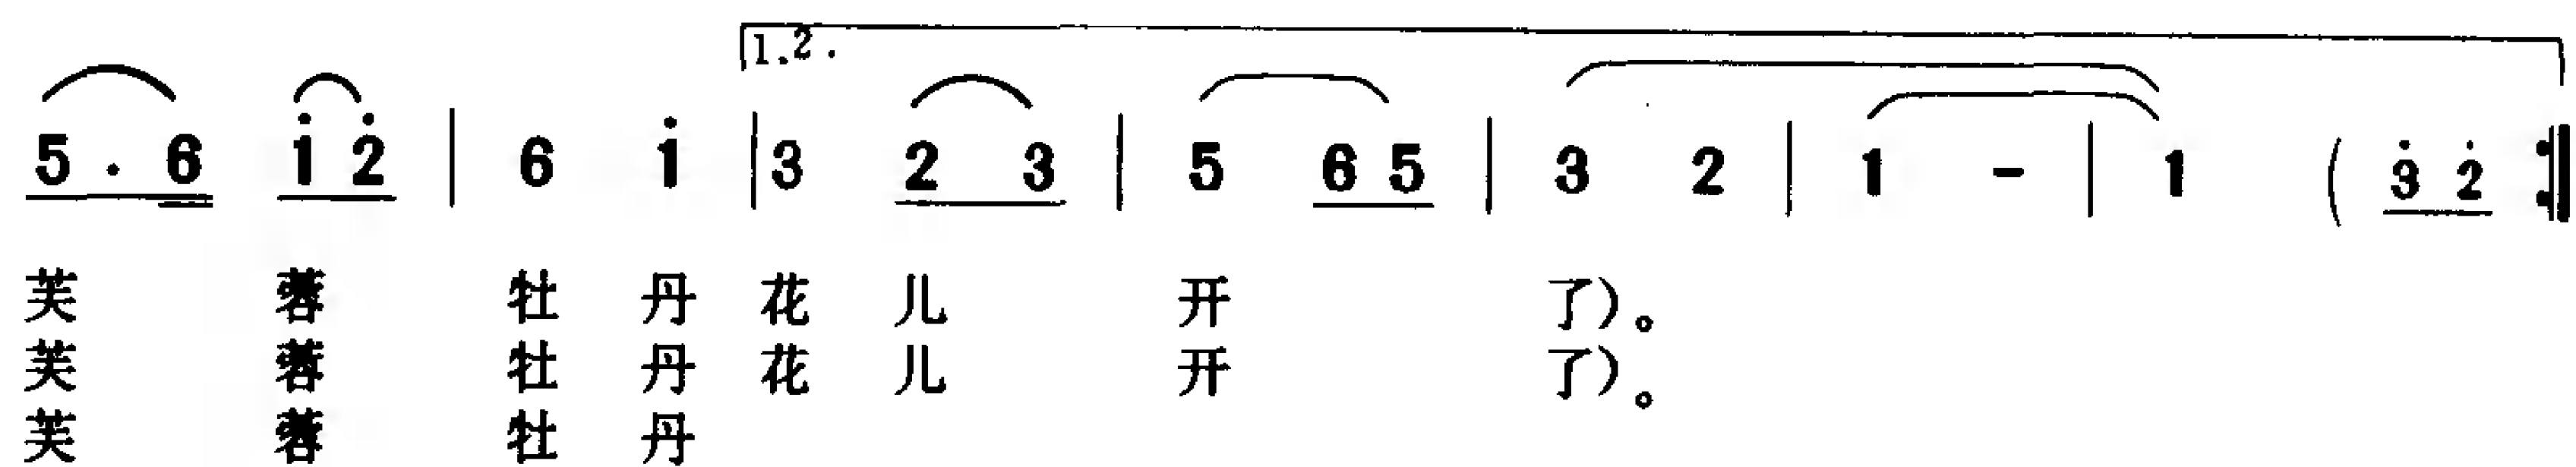 1.2.
5 . 6 i̇ 2̇ | 6 i̇ | 3 2 3 | 5 6 5 | 3 2 | 1 - | 1 ( 3̇ 2̇ :‖
芙 蓉 牡 丹 花 儿 开 了）。
芙 蓉 牡 丹 花 儿 开 了）。
芙 蓉 牡 丹